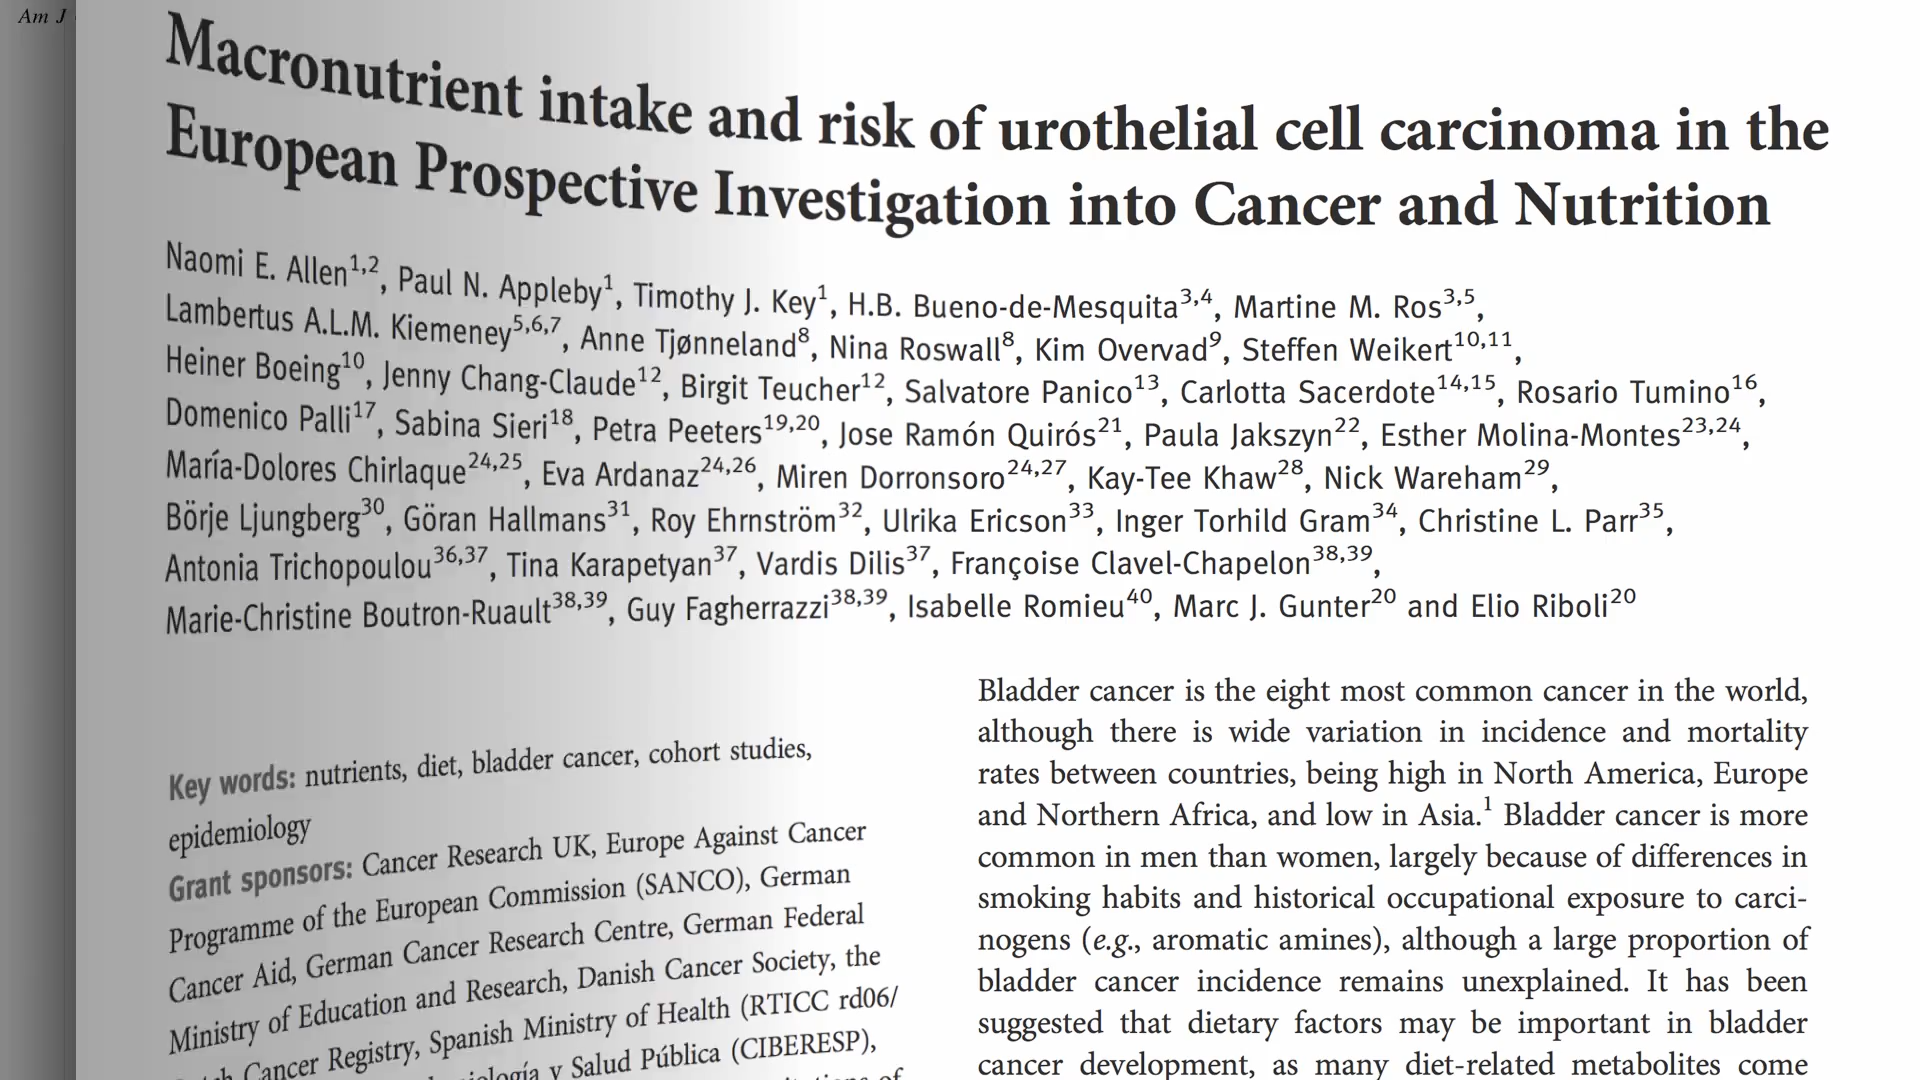 Am J
Macronutrient intake and risk of urothelial cell carcinoma in the
European Prospective Investigation into Cancer and Nutrition
Naomi E. Allen1,2, Paul N. Appleby1, Timothy J. Key1, H.B. Bueno-de-Mesquita3,4, Martine M. Ros3,5,
Lambertus A.L.M. Kiemeney5,6,7, Anne Tjønneland8, Nina Roswall8, Kim Overvad9, Steffen Weikert10,11,
Heiner Boeing10, Jenny Chang-Claude12, Birgit Teucher12, Salvatore Panico13, Carlotta Sacerdote14,15, Rosario Tumino16,
Domenico Palli17, Sabina Sieri18, Petra Peeters19,20, Jose Ramón Quirós21, Paula Jakszyn22, Esther Molina-Montes23,24,
María-Dolores Chirlaque24,25, Eva Ardanaz24,26, Miren Dorronsoro24,27, Kay-Tee Khaw28, Nick Wareham29,
Börje Ljungberg30, Göran Hallmans31, Roy Ehrnström32, Ulrika Ericson33, Inger Torhild Gram34, Christine L. Parr35,
Antonia Trichopoulou36,37, Tina Karapetyan37, Vardis Dilis37, Françoise Clavel-Chapelon38,39,
Marie-Christine Boutron-Ruault38,39, Guy Fagherrazzi38,39, Isabelle Romieu40, Marc J. Gunter20 and Elio Riboli20
Key words: nutrients, diet, bladder cancer, cohort studies,
epidemiology
Grant sponsors: Cancer Research UK, Europe Against Cancer
Programme of the European Commission (SANCO), German
Cancer Aid, German Cancer Research Centre, German Federal
Ministry of Education and Research, Danish Cancer Society, the
Cancer Registry, Spanish Ministry of Health (RTICC rd06/
y Salud Pública (CIBERESP),
of
Bladder cancer is the eight most common cancer in the world,
although there is wide variation in incidence and mortality
rates between countries, being high in North America, Europe
and Northern Africa, and low in Asia.1 Bladder cancer is more
common in men than women, largely because of differences in
smoking habits and historical occupational exposure to carci-
nogens (e.g., aromatic amines), although a large proportion of
bladder cancer incidence remains unexplained. It has been
suggested that dietary factors may be important in bladder
cancer development, as many diet-related metabolites come